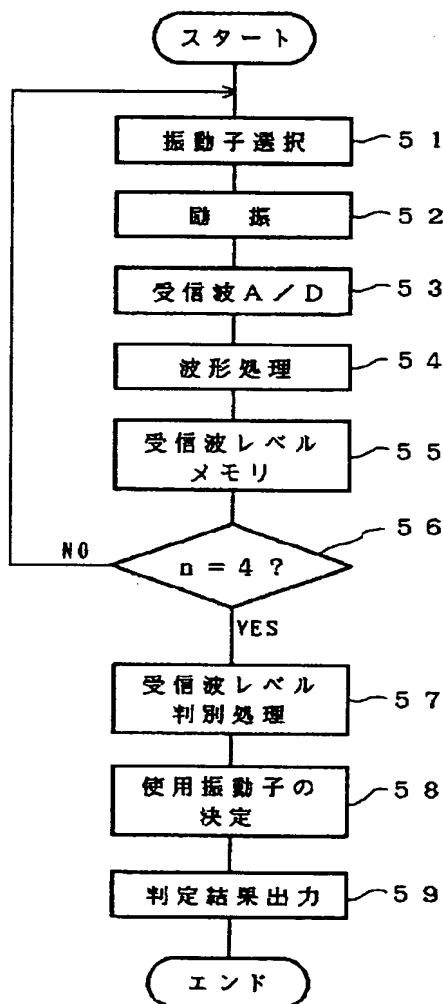 スタート
振動子選択
51
励振
52
受信波A/D
53
波形処理
54
受信波レベル
メモリ
55
56
NO
n=4?
YES
受信波レベル
判別処理
57
使用振動子の
決定
58
判定結果出力
59
エンド